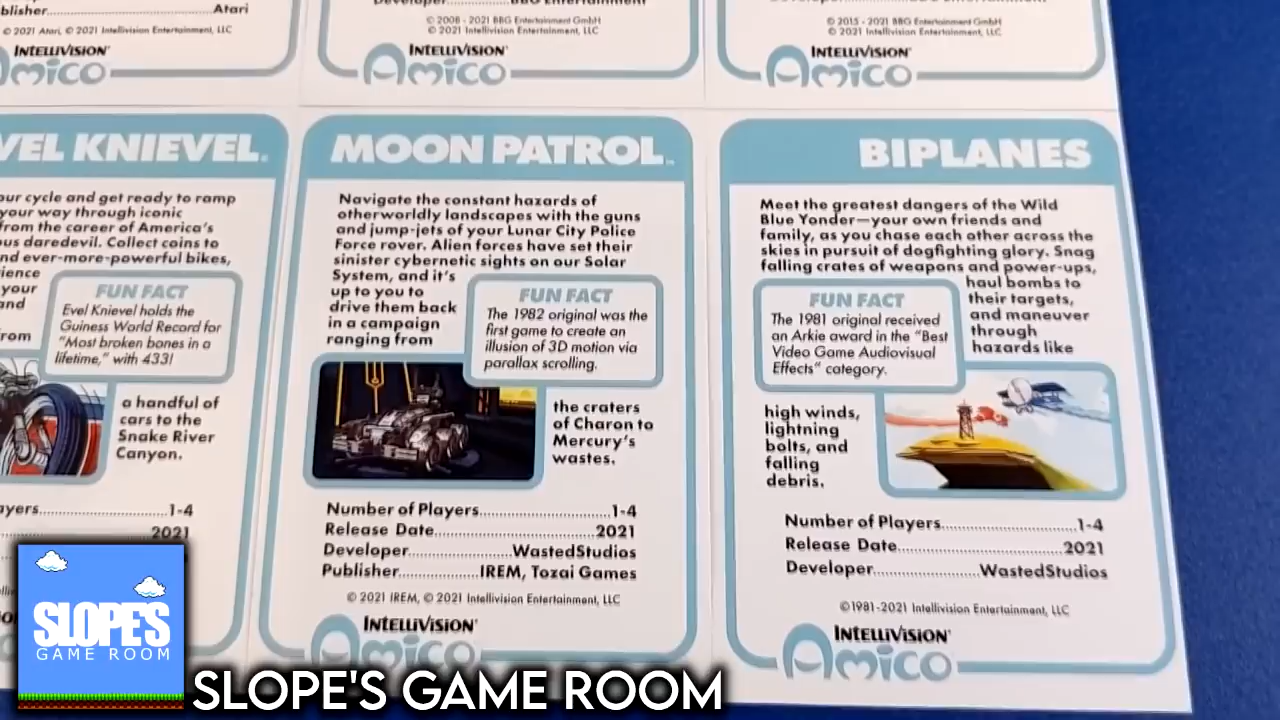 blisher Atari
© 2021 Atari, © 2021 Intellivision Entertainment, LLC
INTELLIVISION
Amico
© 2008 - 2021 BBG Entertainment GmbH
© 2021 Intellivision Entertainment, LLC
INTELLIVISION
Amico
© 2015 - 2021 BBG Entertainment GmbH
© 2021 Intellivision Entertainment, LLC
INTELLIVISION
Amico
VEL KNIEVEL
our cycle and get ready to ramp
your way through iconic
from the career of America's
us daredevil. Collect coins to
nd ever-more-powerful bikes,
ience
your
and
from
FUN FACT
Evel Knievel holds the
Guiness World Record for
"Most broken bones in a
lifetime," with 433!
a handful of
cars to the
Snake River
Canyon.
ayers 1-4
2021
MOON PATROL™
Navigate the constant hazards of
otherworldly landscapes with the guns
and jump-jets of your Lunar City Police
Force rover. Alien forces have set their
sinister cybernetic sights on our Solar
System, and it's
up to you to
drive them back
in a campaign
ranging from
FUN FACT
The 1982 original was the
first game to create an
illusion of 3D motion via
parallax scrolling.
the craters
of Charon to
Mercury's
wastes.
Number of Players 1-4
Release Date 2021
Developer WastedStudios
Publisher IREM, Tozai Games
© 2021 IREM, © 2021 Intellivision Entertainment, LLC
INTELLIVISION
Amico
BIPLANES
Meet the greatest dangers of the Wild
Blue Yonder—your own friends and
family, as you chase each other across the
skies in pursuit of dogfighting glory. Snag
falling crates of weapons and power-ups,
haul bombs to
their targets,
and maneuver
through
hazards like
FUN FACT
The 1981 original received
an Arkie award in the "Best
Video Game Audiovisual
Effects" category.
high winds,
lightning
bolts, and
falling
debris.
Number of Players 1-4
Release Date 2021
Developer WastedStudios
©1981-2021 Intellivision Entertainment, LLC
INTELLIVISION
Amico
SLOPES
GAME ROOM
SLOPE'S GAME ROOM